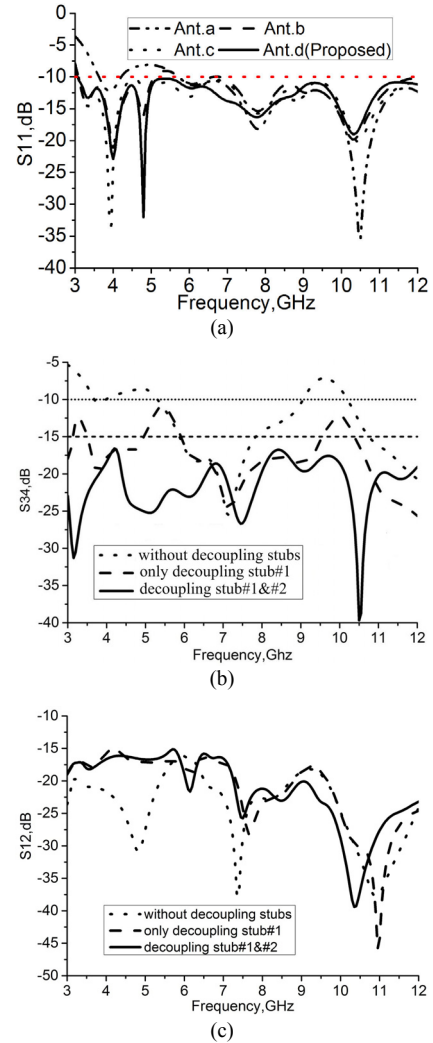 Ant.a Ant.b
Ant.c Ant.d(Proposed)
S11,dB
5
0
-5
-10
-15
-20
-25
-30
-35
-40
3 4 5 6 7 8 9 10 11 12
Frequency,GHz
(a)
S34,dB
-5
-10
-15
-20
-25
-30
-35
-40
without decoupling stubs
only decoupling stub#1
decoupling stub#1&#2
3 4 5 6 7 8 9 10 11 12
Frequency,Ghz
(b)
S12,dB
-10
-15
-20
-25
-30
-35
-40
-45
-50
without decoupling stubs
only decoupling stub#1
decoupling stub#1&#2
3 4 5 6 7 8 9 10 11 12
Frequency,GHz
(c)